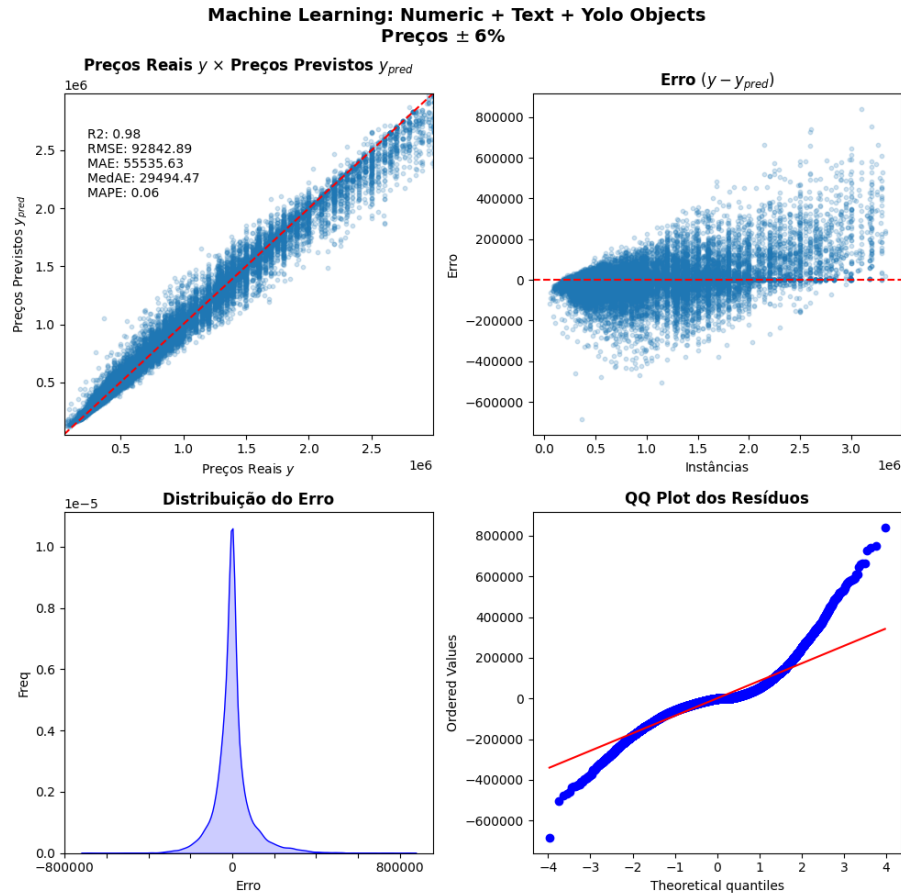 Machine Learning: Numeric + Text + Yolo Objects
Preços ± 6%
Preços Reais y × Preços Previstos y_pred
1e6
R2: 0.98
RMSE: 92842.89
MAE: 55535.63
MedAE: 29494.47
MAPE: 0.06
Preços Previstos y_pred
2.5
2.0
1.5
1.0
0.5
0.5 1.0 1.5 2.0 2.5
1e6
Preços Reais y
Erro (y − y_pred)
Erro
800000
600000
400000
200000
0
−200000
−400000
−600000
0.0 0.5 1.0 1.5 2.0 2.5 3.0
1e6
Instâncias
Distribuição do Erro
1e−5
Freq
1.0
0.8
0.6
0.4
0.2
0.0
−800000 0 800000
Erro
QQ Plot dos Resíduos
Ordered Values
800000
600000
400000
200000
0
−200000
−400000
−600000
−4 −3 −2 −1 0 1 2 3 4
Theoretical quantiles